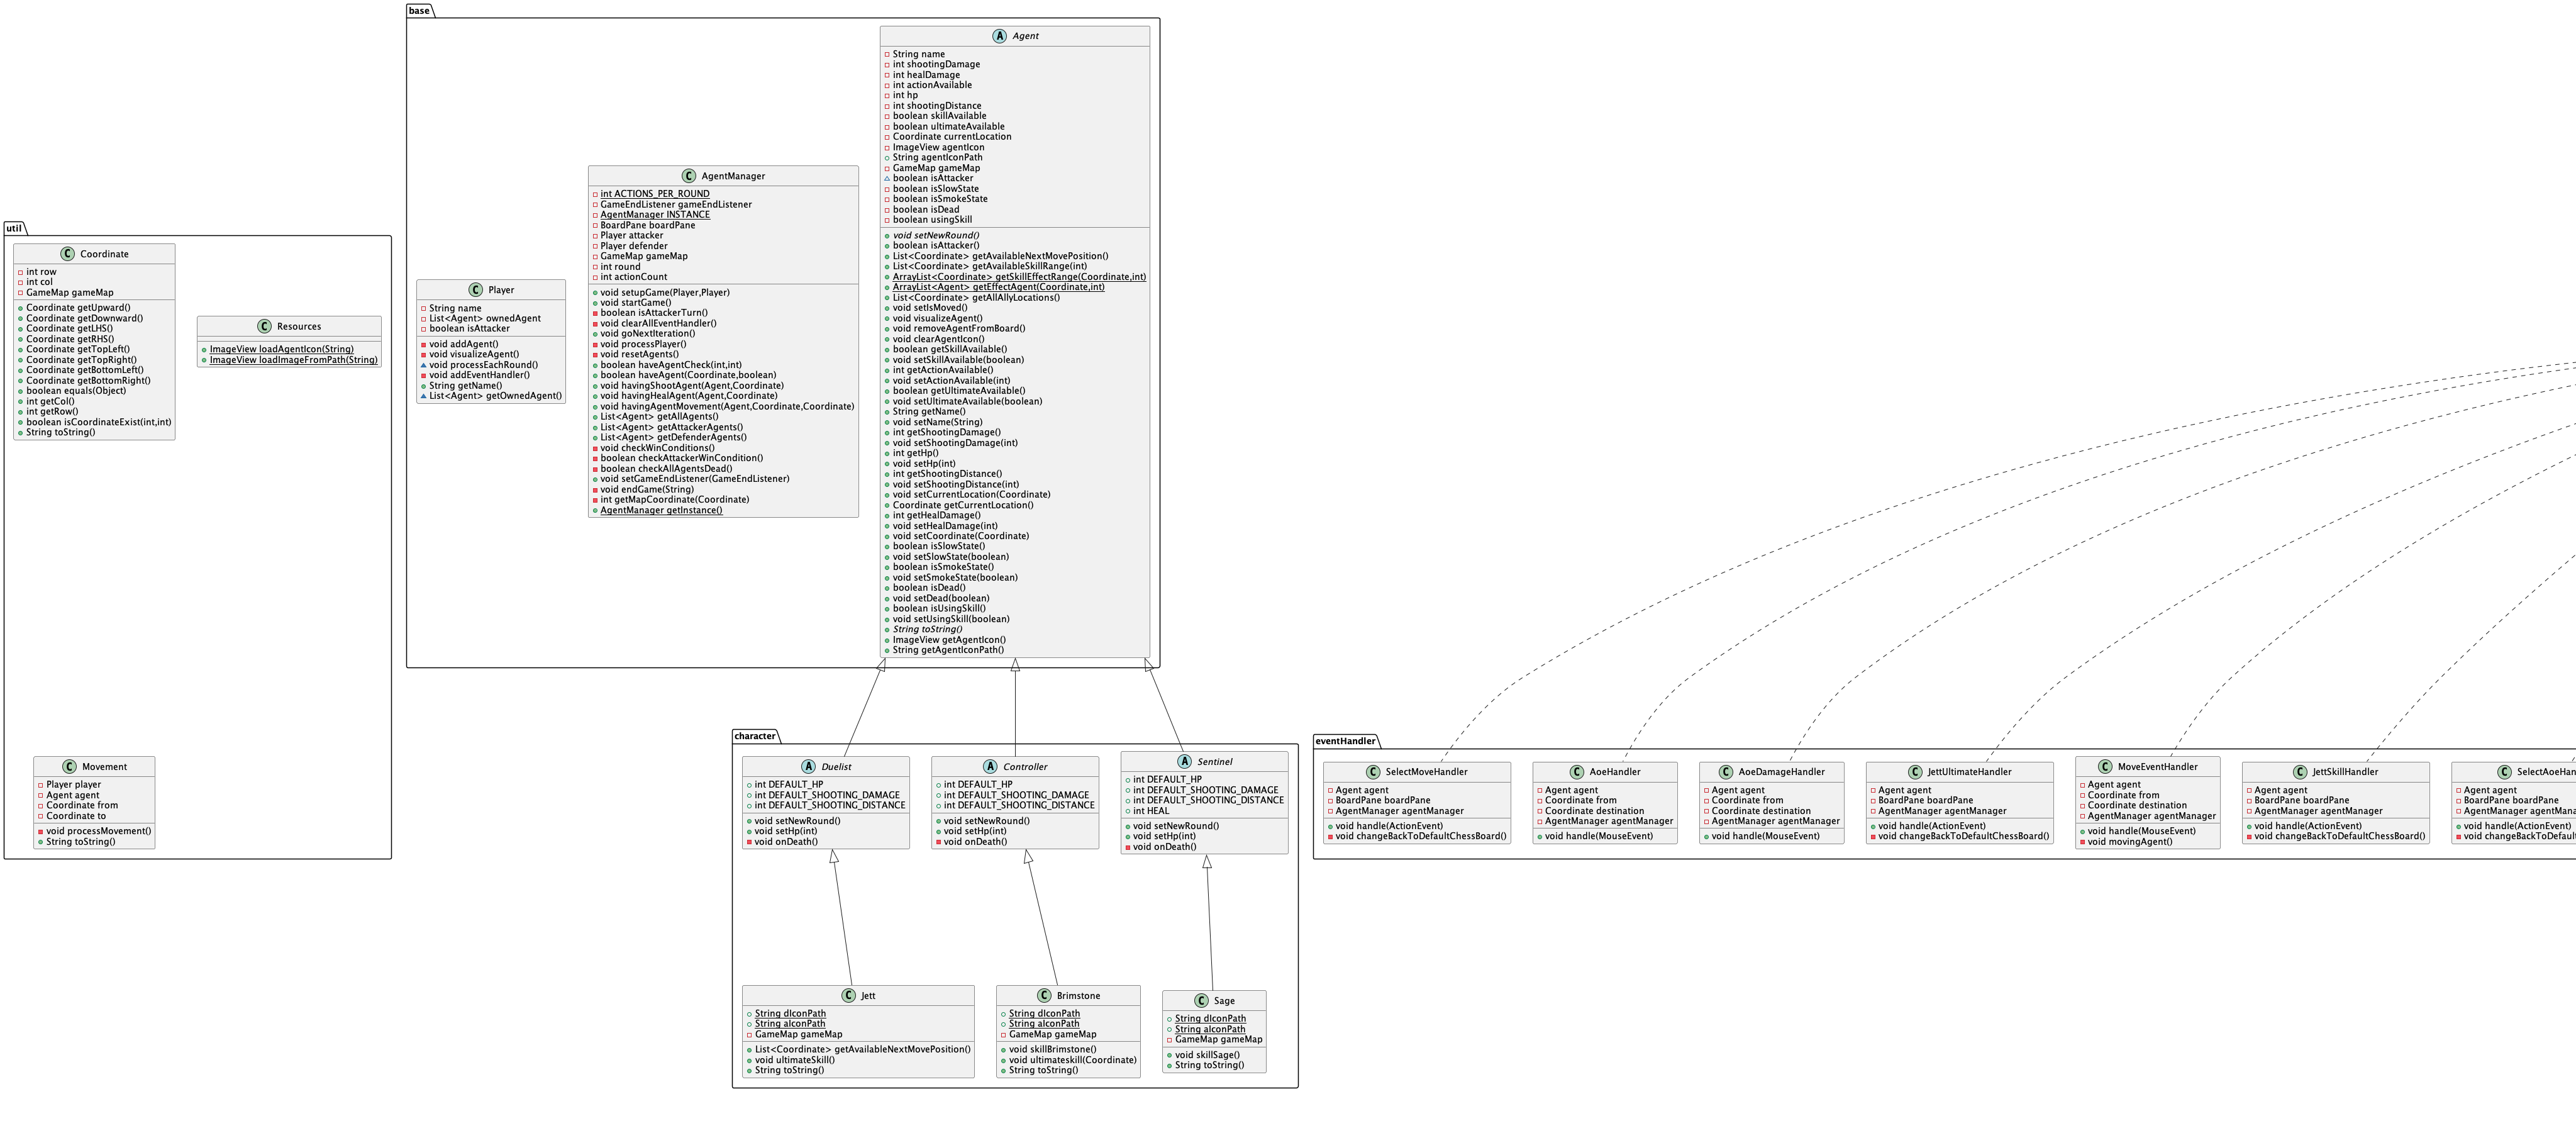 util
C Coordinate
int row
int col
GameMap gameMap
Coordinate getUpward()
Coordinate getDownward()
Coordinate getLHS()
Coordinate getRHS()
Coordinate getTopLeft()
Coordinate getTopRight()
Coordinate getBottomLeft()
Coordinate getBottomRight()
boolean equals(Object)
int getCol()
int getRow()
boolean isCoordinateExist(int,int)
String toString()
C Resources
ImageView loadAgentIcon(String)
ImageView loadImageFromPath(String)
C Movement
Player player
Agent agent
Coordinate from
Coordinate to
void processMovement()
String toString()
base
C Player
String name
List<Agent> ownedAgent
boolean isAttacker
void addAgent()
void visualizeAgent()
void processEachRound()
void addEventHandler()
String getName()
List<Agent> getOwnedAgent()
C AgentManager
int ACTIONS_PER_ROUND
GameEndListener gameEndListener
AgentManager INSTANCE
BoardPane boardPane
Player attacker
Player defender
GameMap gameMap
int round
int actionCount
void setupGame(Player,Player)
void startGame()
boolean isAttackerTurn()
void clearAllEventHandler()
void goNextIteration()
void processPlayer()
void resetAgents()
boolean haveAgentCheck(int,int)
boolean haveAgent(Coordinate,boolean)
void havingShootAgent(Agent,Coordinate)
void havingHealAgent(Agent,Coordinate)
void havingAgentMovement(Agent,Coordinate,Coordinate)
List<Agent> getAllAgents()
List<Agent> getAttackerAgents()
List<Agent> getDefenderAgents()
void checkWinConditions()
boolean checkAttackerWinCondition()
boolean checkAllAgentsDead()
void setGameEndListener(GameEndListener)
void endGame(String)
int getMapCoordinate(Coordinate)
AgentManager getInstance()
A Agent
String name
int shootingDamage
int healDamage
int actionAvailable
int hp
int shootingDistance
boolean skillAvailable
boolean ultimateAvailable
Coordinate currentLocation
ImageView agentIcon
String agentIconPath
GameMap gameMap
boolean isAttacker
boolean isSlowState
boolean isSmokeState
boolean isDead
boolean usingSkill
void setNewRound()
boolean isAttacker()
List<Coordinate> getAvailableNextMovePosition()
List<Coordinate> getAvailableSkillRange(int)
ArrayList<Coordinate> getSkillEffectRange(Coordinate,int)
ArrayList<Agent> getEffectAgent(Coordinate,int)
List<Coordinate> getAllAllyLocations()
void setIsMoved()
void visualizeAgent()
void removeAgentFromBoard()
void clearAgentIcon()
boolean getSkillAvailable()
void setSkillAvailable(boolean)
int getActionAvailable()
void setActionAvailable(int)
boolean getUltimateAvailable()
void setUltimateAvailable(boolean)
String getName()
void setName(String)
int getShootingDamage()
void setShootingDamage(int)
int getHp()
void setHp(int)
int getShootingDistance()
void setShootingDistance(int)
void setCurrentLocation(Coordinate)
Coordinate getCurrentLocation()
int getHealDamage()
void setHealDamage(int)
void setCoordinate(Coordinate)
boolean isSlowState()
void setSlowState(boolean)
boolean isSmokeState()
void setSmokeState(boolean)
boolean isDead()
void setDead(boolean)
boolean isUsingSkill()
void setUsingSkill(boolean)
String toString()
ImageView getAgentIcon()
String getAgentIconPath()
character
A Duelist
int DEFAULT_HP
int DEFAULT_SHOOTING_DAMAGE
int DEFAULT_SHOOTING_DISTANCE
void setNewRound()
void setHp(int)
void onDeath()
A Controller
int DEFAULT_HP
int DEFAULT_SHOOTING_DAMAGE
int DEFAULT_SHOOTING_DISTANCE
void setNewRound()
void setHp(int)
void onDeath()
A Sentinel
int DEFAULT_HP
int DEFAULT_SHOOTING_DAMAGE
int DEFAULT_SHOOTING_DISTANCE
int HEAL
void setNewRound()
void setHp(int)
void onDeath()
C Jett
String dIconPath
String aIconPath
GameMap gameMap
List<Coordinate> getAvailableNextMovePosition()
void ultimateSkill()
String toString()
C Brimstone
String dIconPath
String aIconPath
GameMap gameMap
void skillBrimstone()
void ultimateskill(Coordinate)
String toString()
C Sage
String dIconPath
String aIconPath
GameMap gameMap
void skillSage()
String toString()
eventHandler
C SelectMoveHandler
Agent agent
BoardPane boardPane
AgentManager agentManager
void handle(ActionEvent)
void changeBackToDefaultChessBoard()
C AoeHandler
Agent agent
Coordinate from
Coordinate destination
AgentManager agentManager
void handle(MouseEvent)
C AoeDamageHandler
Agent agent
Coordinate from
Coordinate destination
AgentManager agentManager
void handle(MouseEvent)
C JettUltimateHandler
Agent agent
BoardPane boardPane
AgentManager agentManager
void handle(ActionEvent)
void changeBackToDefaultChessBoard()
C MoveEventHandler
Agent agent
Coordinate from
Coordinate destination
AgentManager agentManager
void handle(MouseEvent)
void movingAgent()
C JettSkillHandler
Agent agent
BoardPane boardPane
AgentManager agentManager
void handle(ActionEvent)
void changeBackToDefaultChessBoard()
C SelectAoeHan
Agent agent
BoardPane boardPane
AgentManager agentMana
void handle(ActionEvent)
void changeBackToDefault